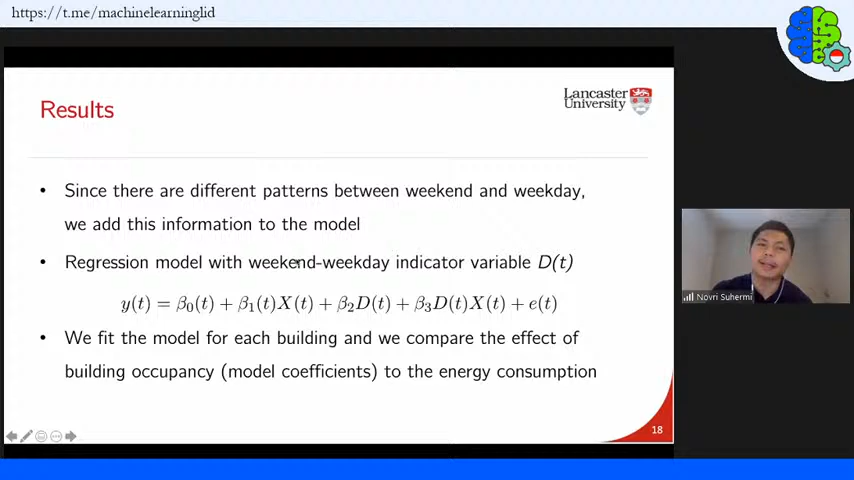 https://t.me/machinelearninglid
Results
Lancaster
University
• Since there are different patterns between weekend and weekday,
we add this information to the model
• Regression model with weekend-weekday indicator variable D(t)
y(t) = β₀(t) + β₁(t)X(t) + β₂D(t) + β₃D(t)X(t) + e(t)
• We fit the model for each building and we compare the effect of
building occupancy (model coefficients) to the energy consumption
Novri Suhermi
18